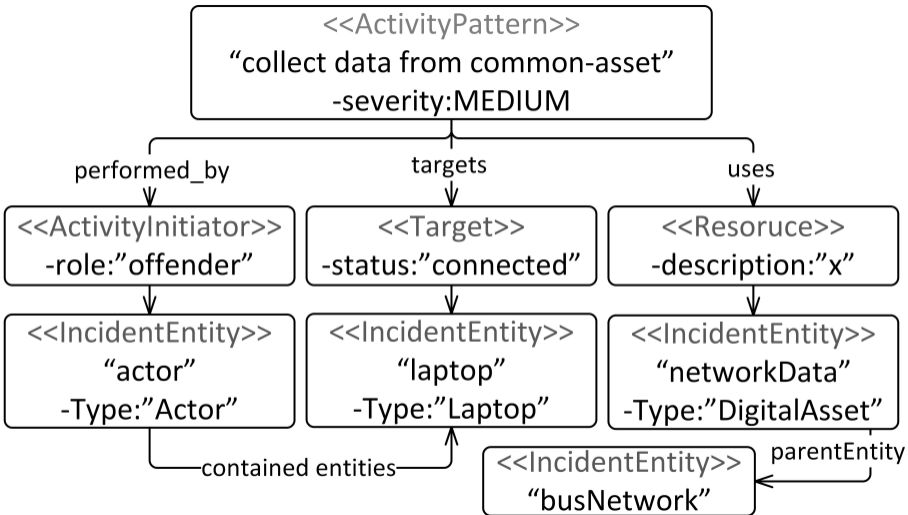 <<ActivityPattern>>
“collect data from common-asset”
-severity:MEDIUM
performed_by
targets
uses
<<ActivityInitiator>>
-role:”offender”
<<Target>>
-status:”connected”
<<Resoruce>>
-description:”x”
<<IncidentEntity>>
“actor”
-Type:”Actor”
<<IncidentEntity>>
“laptop”
-Type:”Laptop”
<<IncidentEntity>>
“networkData”
-Type:”DigitalAsset”
contained entities
parentEntity
<<IncidentEntity>>
“busNetwork”